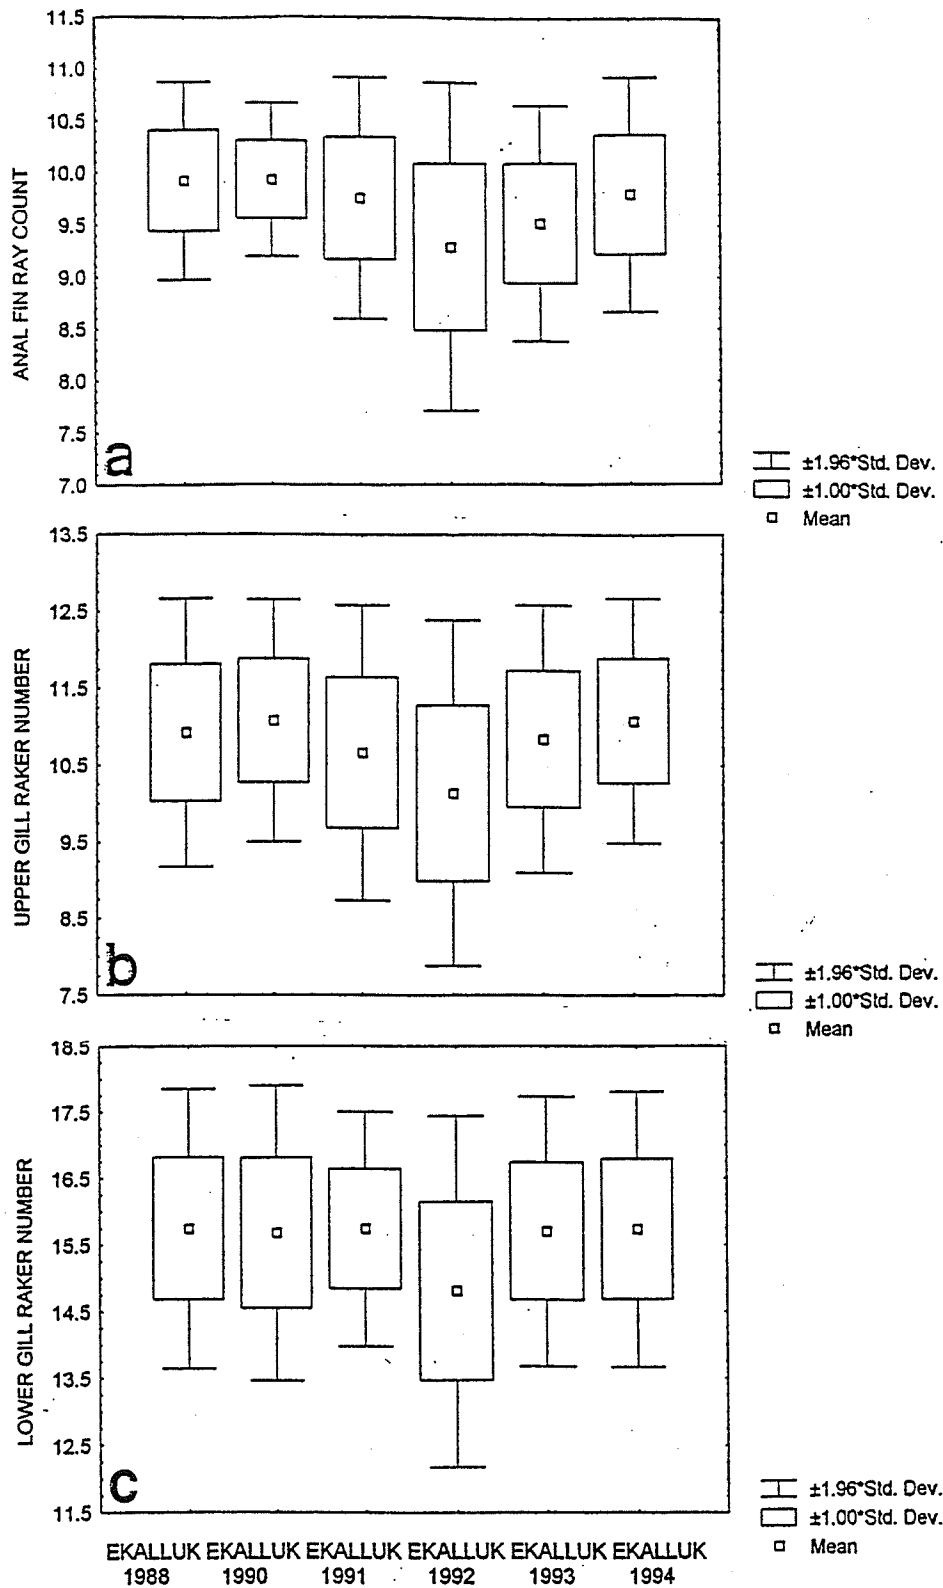 11.5
11.0
10.5
10.0
9.5
9.0
8.5
8.0
7.5
7.0
ANAL FIN RAY COUNT
a
±1.96*Std. Dev.
±1.00*Std. Dev.
Mean
13.5
12.5
11.5
10.5
9.5
8.5
7.5
UPPER GILL RAKER NUMBER
b
±1.96*Std. Dev.
±1.00*Std. Dev.
Mean
18.5
17.5
16.5
15.5
14.5
13.5
12.5
11.5
LOWER GILL RAKER NUMBER
c
±1.96*Std. Dev.
±1.00*Std. Dev.
Mean
EKALLUK EKALLUK EKALLUK EKALLUK EKALLUK EKALLUK
1988 1990 1991 1992 1993 1994